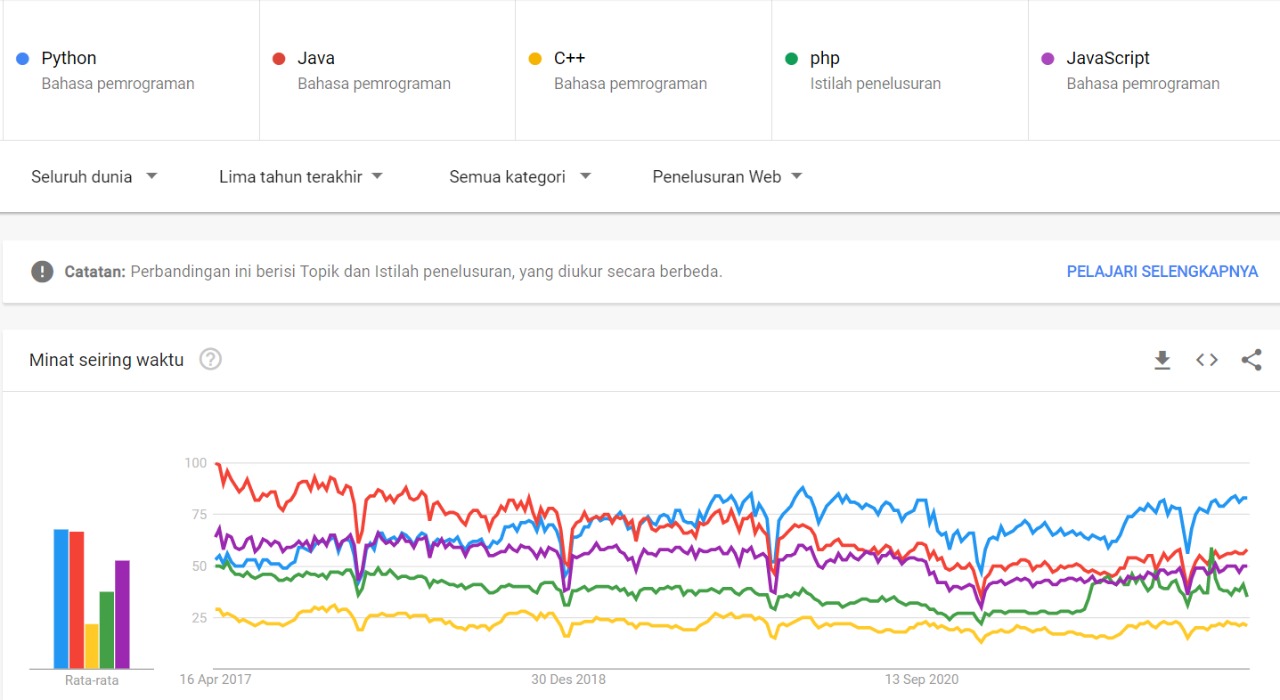 Python
Bahasa pemrograman
Java
Bahasa pemrograman
C++
Bahasa pemrograman
php
Istilah penelusuran
JavaScript
Bahasa pemrograman
Seluruh dunia
Lima tahun terakhir
Semua kategori
Penelusuran Web
! Catatan: Perbandingan ini berisi Topik dan Istilah penelusuran, yang diukur secara berbeda.
PELAJARI SELENGKAPNYA
Minat seiring waktu ?
100
75
50
25
Rata-rata
16 Apr 2017
30 Des 2018
13 Sep 2020